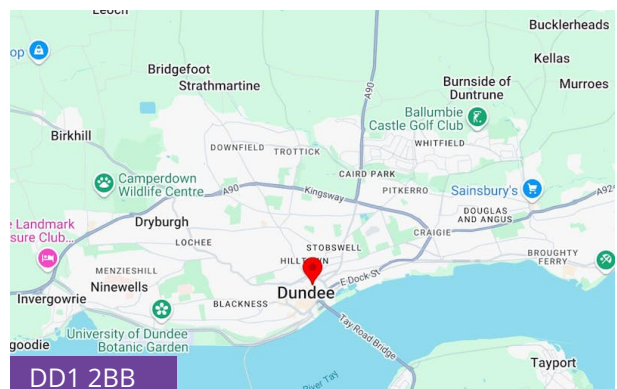 Leoch
Bucklerheads
op
Kellas
Bridgefoot
Strathmartine
A90
Burnside of
Duntrune
Murroes
Ballumbie
Castle Golf Club
Birkhill
DOWNFIELD
TROTTICK
WHITFIELD
CAIRD PARK
Camperdown
Wildlife Centre
A90
Kingsway
PITKERRO
Sainsbury's
A92
DOUGLAS
AND ANGUS
e Landmark
sure Club...
Dryburgh
CRAIGIE
LOCHEE
STOBSWELL
BROUGHTY
FERRY
MENZIESHILL
Ninewells
Invergowrie
Dundee
E Dock St
BLACKNESS
University of Dundee
Botanic Garden
Tay Road Bridge
goodie
DD1 2BB
River Tay
Tayport